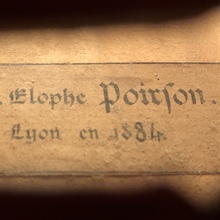 . Elophe Poirson.
Lyon en 1884.